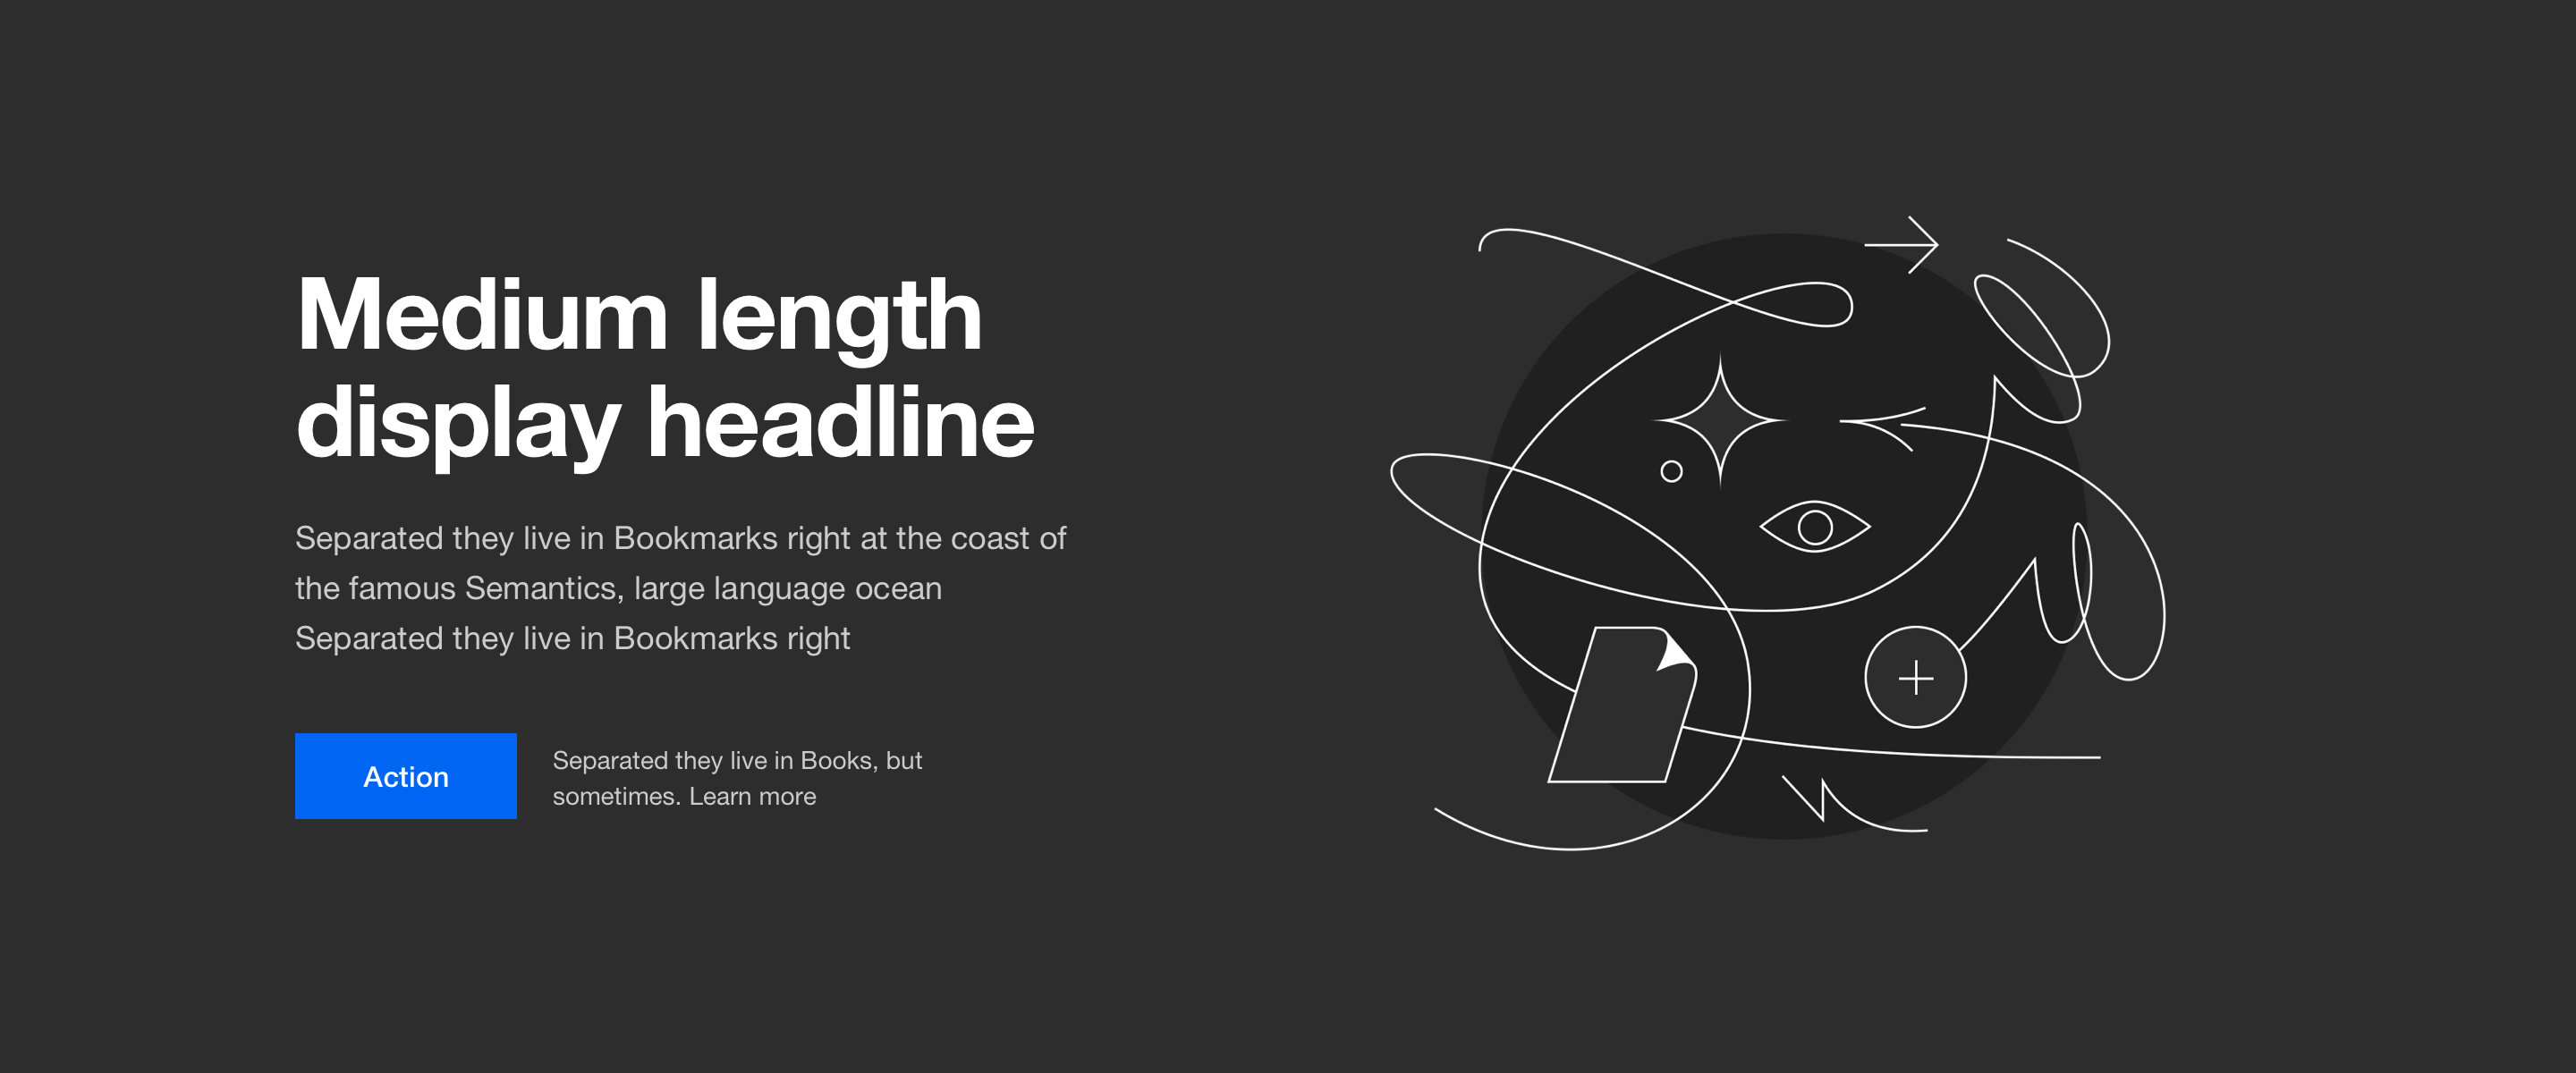 Medium length
display headline
Separated they live in Bookmarks right at the coast of
the famous Semantics, large language ocean
Separated they live in Bookmarks right
Action
Separated they live in Books, but
sometimes. Learn more